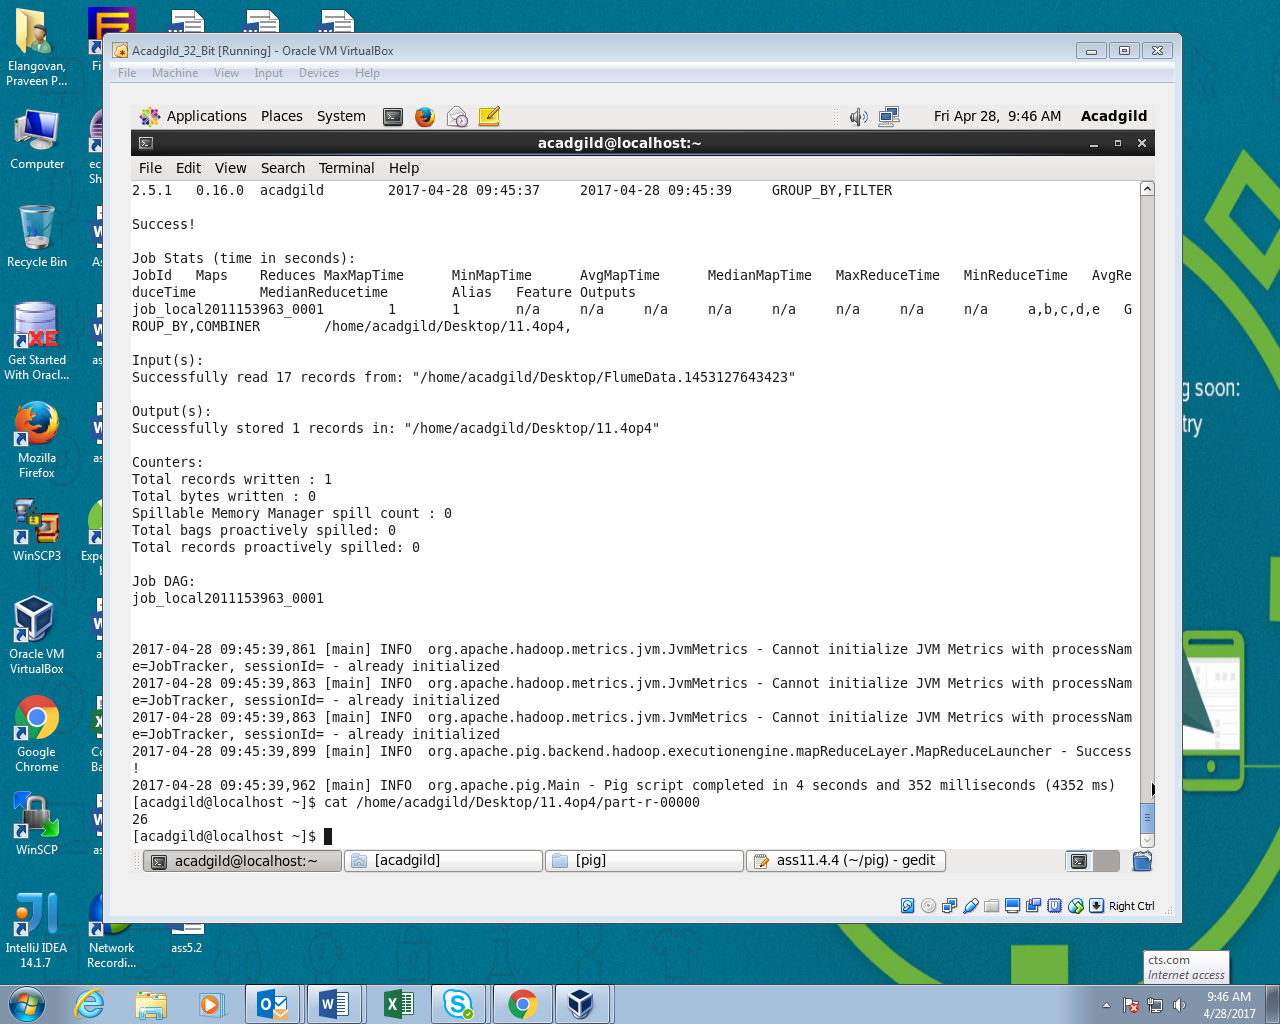 Elangovan,
Praveen P...
Computer
Recycle Bin
Get Started
With Oracl...
Mozilla
Firefox
WinSCP3
Oracle VM
VirtualBox
Google
Chrome
WinSCP
IntelliJ IDEA
14.1.7
Network
Recordi...
ass5.2
Acadgild_32_Bit [Running] - Oracle VM VirtualBox
File Machine View Input Devices Help
Applications Places System Fri Apr 28, 9:46 AM Acadgild
acadgild@localhost:~
File Edit View Search Terminal Help
2.5.1 0.16.0 acadgild 2017-04-28 09:45:37 2017-04-28 09:45:39 GROUP_BY,FILTER
Success!
Job Stats (time in seconds):
JobId Maps Reduces MaxMapTime MinMapTime AvgMapTime MedianMapTime MaxReduceTime MinReduceTime AvgRe
duceTime MedianReducetime Alias Feature Outputs
job_local2011153963_0001 1 1 n/a n/a n/a n/a n/a n/a n/a n/a a,b,c,d,e G
ROUP_BY,COMBINER /home/acadgild/Desktop/11.4op4,
Input(s):
Successfully read 17 records from: "/home/acadgild/Desktop/FlumeData.1453127643423"
Output(s):
Successfully stored 1 records in: "/home/acadgild/Desktop/11.4op4"
Counters:
Total records written : 1
Total bytes written : 0
Spillable Memory Manager spill count : 0
Total bags proactively spilled: 0
Total records proactively spilled: 0
Job DAG:
job_local2011153963_0001
2017-04-28 09:45:39,861 [main] INFO org.apache.hadoop.metrics.jvm.JvmMetrics - Cannot initialize JVM Metrics with processNam
e=JobTracker, sessionId= - already initialized
2017-04-28 09:45:39,863 [main] INFO org.apache.hadoop.metrics.jvm.JvmMetrics - Cannot initialize JVM Metrics with processNam
e=JobTracker, sessionId= - already initialized
2017-04-28 09:45:39,863 [main] INFO org.apache.hadoop.metrics.jvm.JvmMetrics - Cannot initialize JVM Metrics with processNam
e=JobTracker, sessionId= - already initialized
2017-04-28 09:45:39,899 [main] INFO org.apache.pig.backend.hadoop.executionengine.mapReduceLayer.MapReduceLauncher - Success
!
2017-04-28 09:45:39,962 [main] INFO org.apache.pig.Main - Pig script completed in 4 seconds and 352 milliseconds (4352 ms)
[acadgild@localhost ~]$ cat /home/acadgild/Desktop/11.4op4/part-r-00000
26
[acadgild@localhost ~]$
acadgild@localhost:~ [acadgild] [pig] ass11.4.4 (~/pig) - gedit
Right Ctrl
g soon:
try
cts.com
Internet access
9:46 AM
4/28/2017